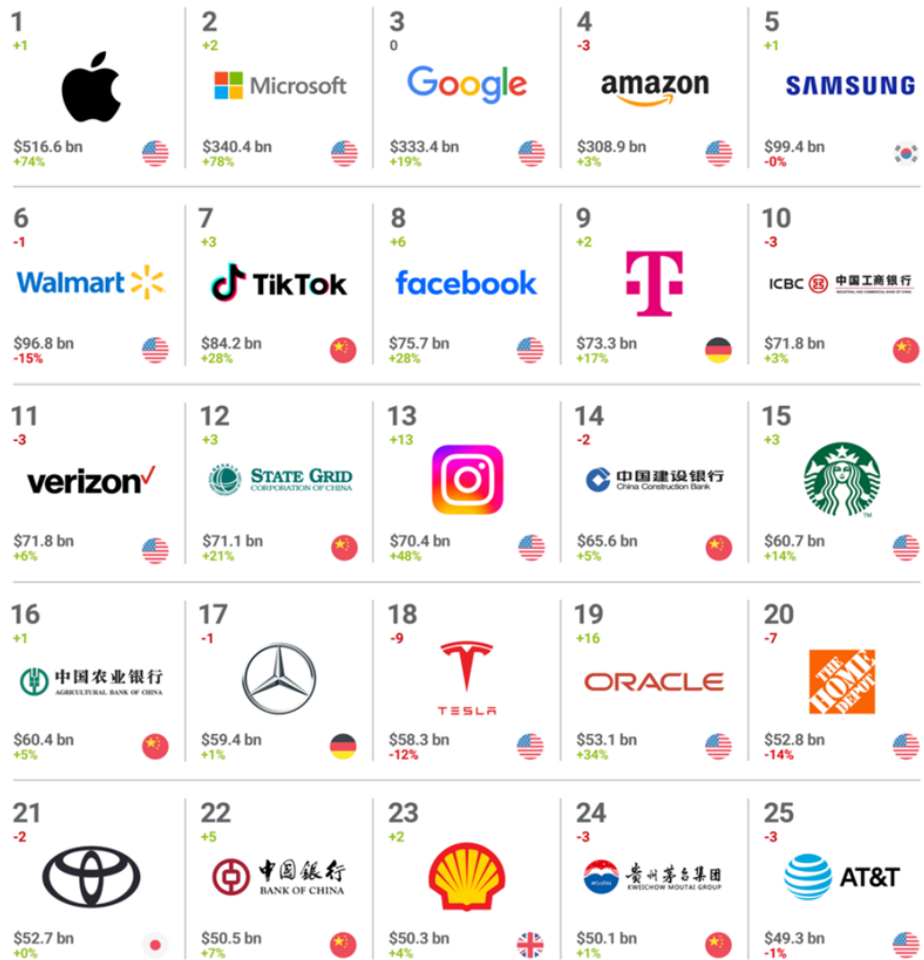 1
+1
$516.6 bn
+74%
2
+2
Microsoft
$340.4 bn
+78%
3
0
Google
$333.4 bn
+19%
4
-3
amazon
$308.9 bn
+3%
5
+1
SAMSUNG
$99.4 bn
-0%
6
-1
Walmart
$96.8 bn
-15%
7
+3
TikTok
$84.2 bn
+28%
8
+6
facebook
$75.7 bn
+28%
9
+2
T
$73.3 bn
+17%
10
-3
ICBC 中国工商银行
INDUSTRIAL AND COMMERCIAL BANK OF CHINA
$71.8 bn
+3%
11
-3
verizon
$71.8 bn
+6%
12
+3
STATE GRID
CORPORATION OF CHINA
$71.1 bn
+21%
13
+13
$70.4 bn
+48%
14
-2
中国建设银行
China Construction Bank
$65.6 bn
+5%
15
+3
TM
$60.7 bn
+14%
16
+1
中国农业银行
AGRICULTURAL BANK OF CHINA
$60.4 bn
+5%
17
-1
$59.4 bn
+1%
18
-9
TESLA
$58.3 bn
-12%
19
+16
ORACLE
$53.1 bn
+34%
20
-7
THE
HOME
DEPOT
$52.8 bn
-14%
21
-2
$52.7 bn
+0%
22
+5
中国银行
BANK OF CHINA
$50.5 bn
+7%
23
+2
$50.3 bn
+4%
24
-3
MOUTAI
贵州茅台集团
KWEICHOW MOUTAI GROUP
$50.1 bn
+1%
25
-3
AT&T
$49.3 bn
-1%